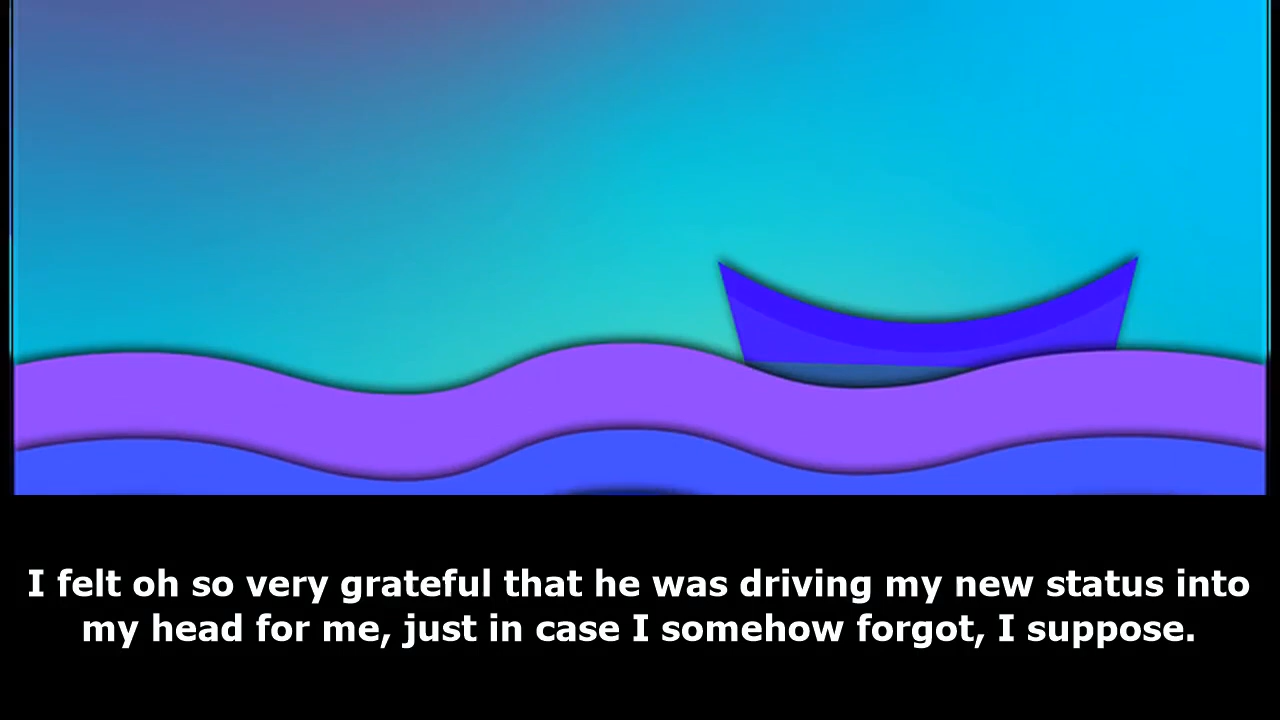 I felt oh so very grateful that he was driving my new status into
my head for me, just in case I somehow forgot, I suppose.